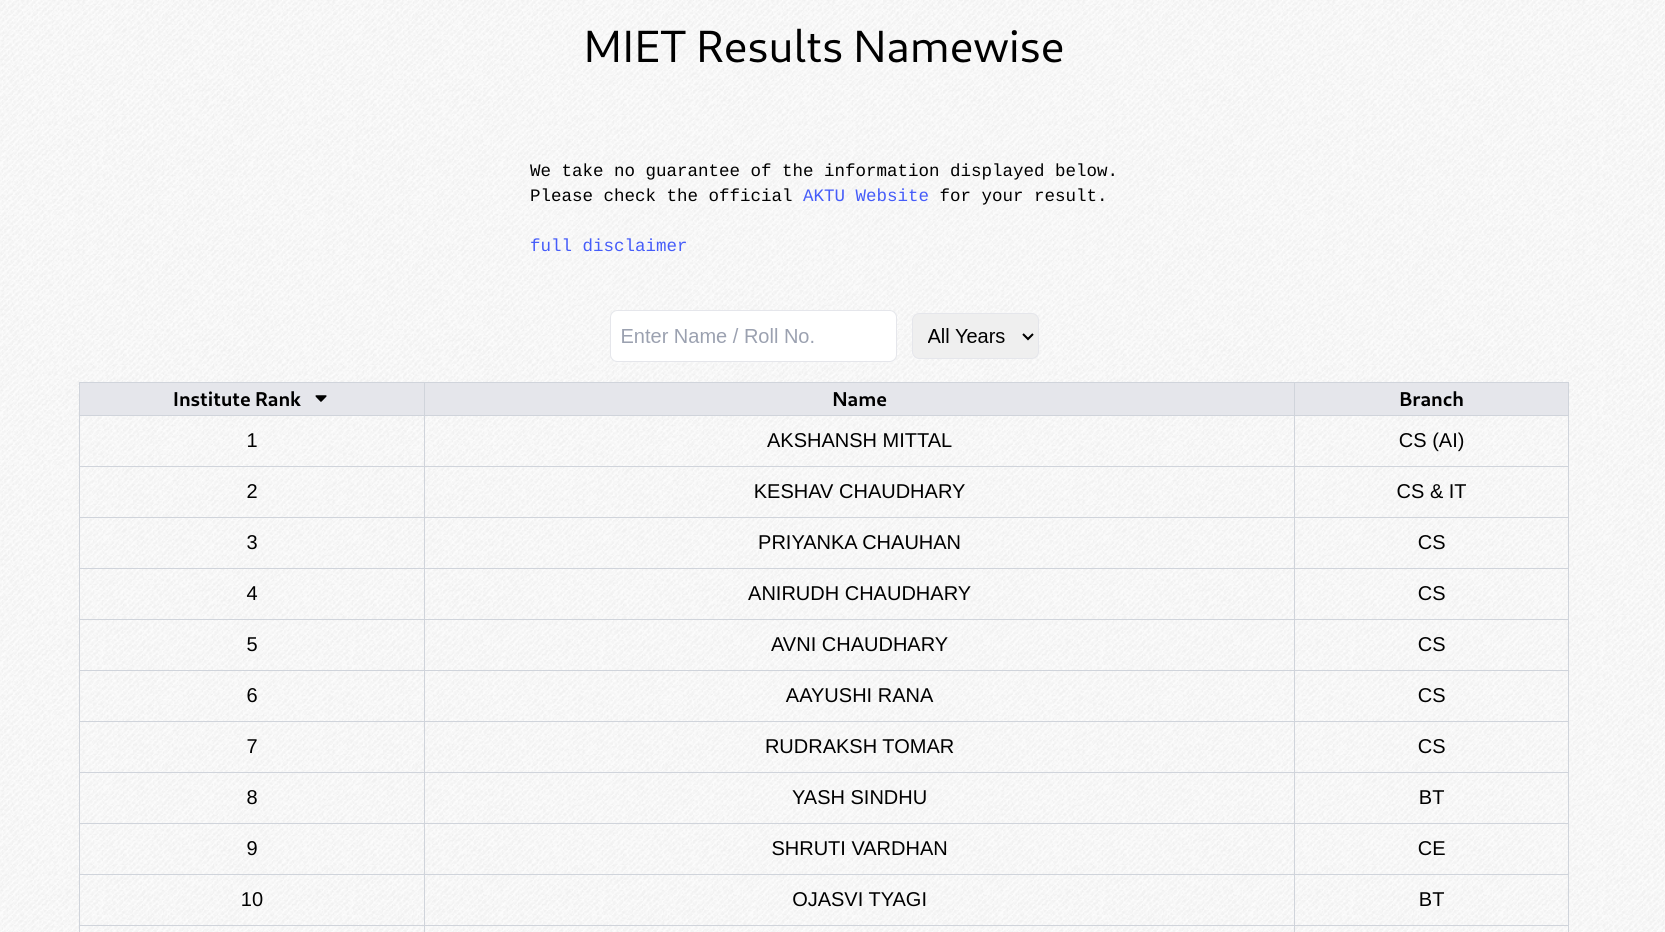 MIET Results Namewise
We take no guarantee of the information displayed below.
Please check the official AKTU Website for your result.
full disclaimer
Enter Name / Roll No. All Years
Institute Rank Name Branch
1 AKSHANSH MITTAL CS (AI)
2 KESHAV CHAUDHARY CS & IT
3 PRIYANKA CHAUHAN CS
4 ANIRUDH CHAUDHARY CS
5 AVNI CHAUDHARY CS
6 AAYUSHI RANA CS
7 RUDRAKSH TOMAR CS
8 YASH SINDHU BT
9 SHRUTI VARDHAN CE
10 OJASVI TYAGI BT